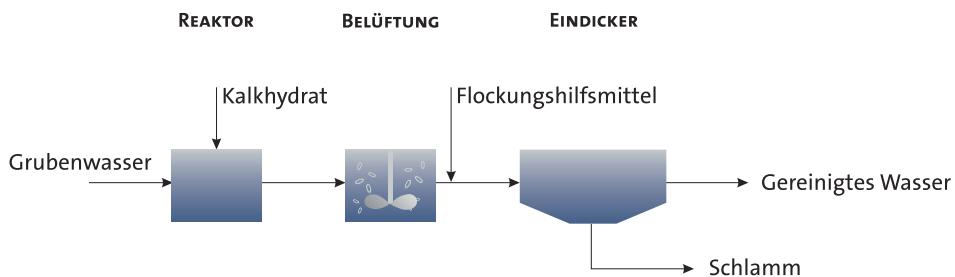 REAKTOR
BELÜFTUNG
EINDICKER
Kalkhydrat
Flockungshilfsmittel
Grubenwasser
Gereinigtes Wasser
Schlamm